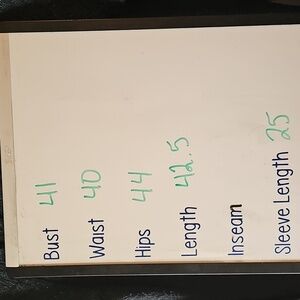 Bust 41
Waist 40
Hips 44
Length 42.5
Inseam
Sleeve Length 25